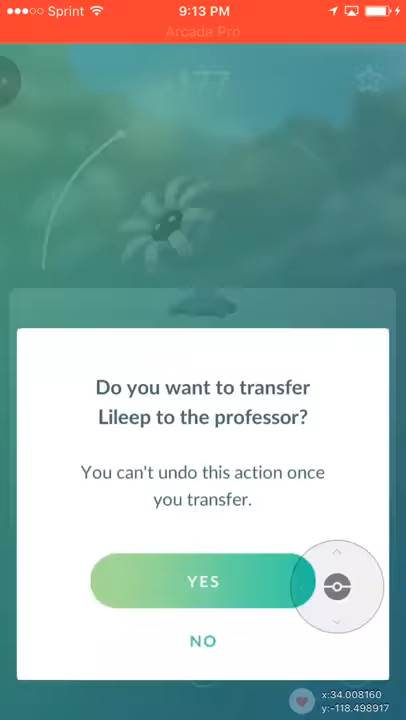 Sprint
9:13 PM
Arcade Pro
777
Do you want to transfer
Lileep to the professor?
You can't undo this action once
you transfer.
YES
NO
x:34.008160
y:-118.498917